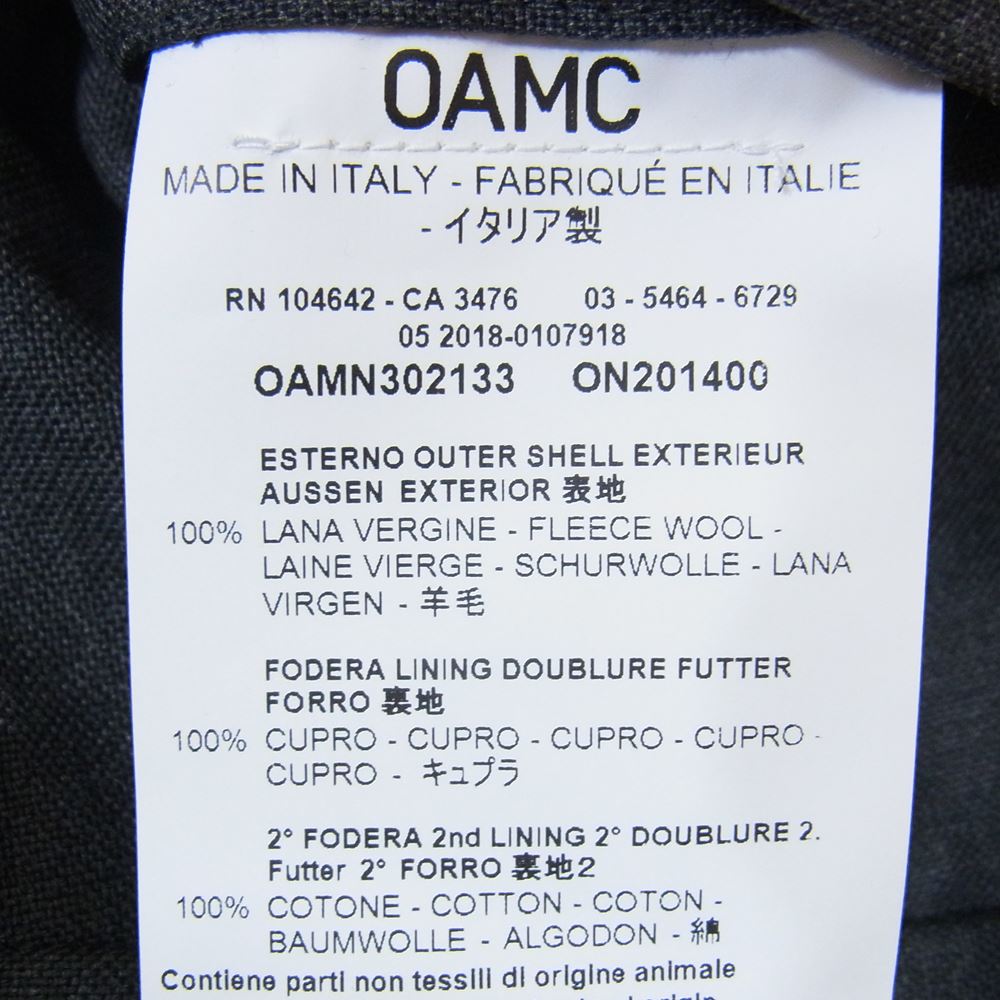 OAMC
MADE IN ITALY - FABRIQUÉ EN ITALIE
- イタリア製
RN 104642 - CA 3476 03 - 5464 - 6729
05 2018-0107918
OAMN302133 ON201400
ESTERNO OUTER SHELL EXTERIEUR
AUSSEN EXTERIOR 表地
100% LANA VERGINE - FLEECE WOOL -
LAINE VIERGE - SCHURWOLLE - LANA
VIRGEN - 羊毛
FODERA LINING DOUBLURE FUTTER
FORRO 裏地
100% CUPRO - CUPRO - CUPRO - CUPRO -
CUPRO - キュプラ
2° FODERA 2nd LINING 2° DOUBLURE 2.
Futter 2° FORRO 裏地2
100% COTONE - COTTON - COTON -
BAUMWOLLE - ALGODON - 綿
Contiene parti non tessili di origine animale